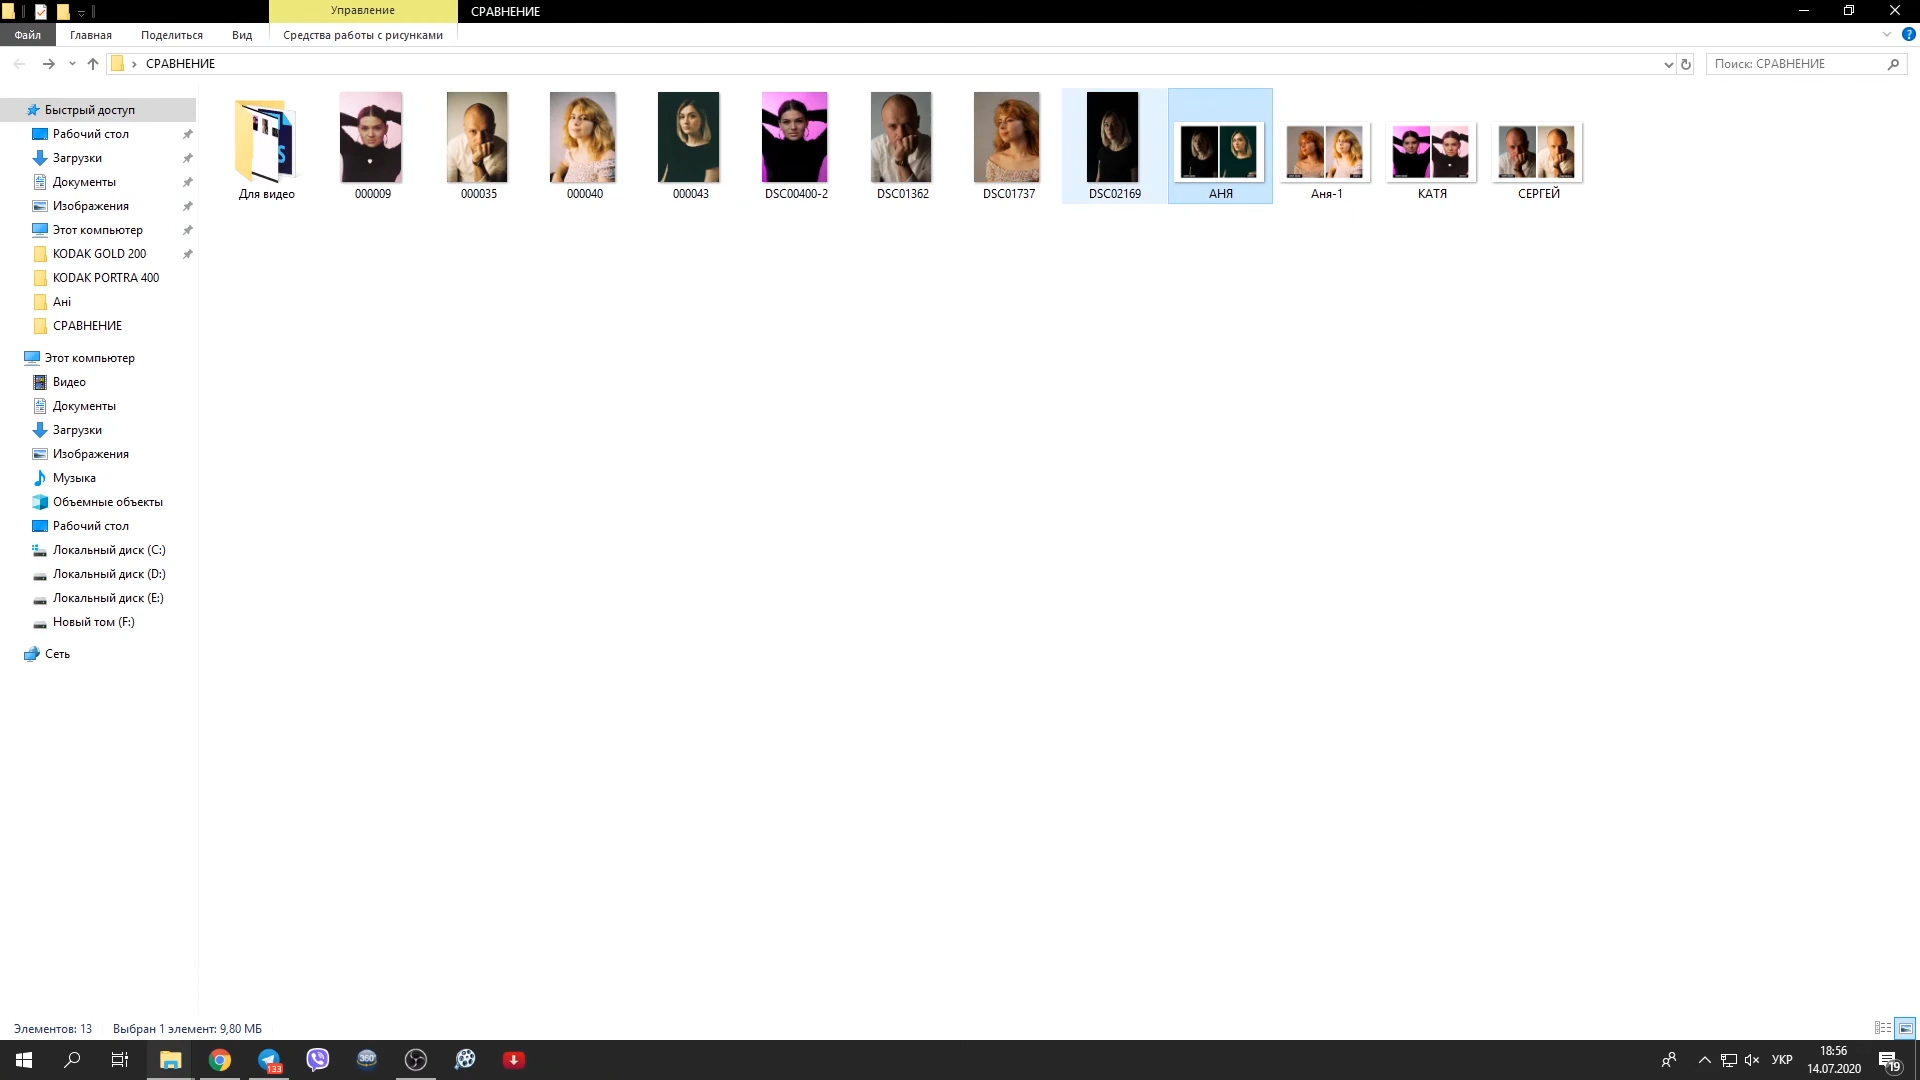 Управление
СРАВНЕНИЕ
Файл
Главная
Поделиться
Вид
Средства работы с рисунками
СРАВНЕНИЕ
Поиск: СРАВНЕНИЕ
Быстрый доступ
Рабочий стол
Загрузки
Документы
Изображения
Этот компьютер
KODAK GOLD 200
KODAK PORTRA 400
Ані
СРАВНЕНИЕ
Этот компьютер
Видео
Документы
Загрузки
Изображения
Музыка
Объемные объекты
Рабочий стол
Локальный диск (C:)
Локальный диск (D:)
Локальный диск (E:)
Новый том (F:)
Сеть
Для видео
000009
000035
000040
000043
DSC00400-2
DSC01362
DSC01737
DSC02169
АНЯ
Аня-1
КАТЯ
СЕРГЕЙ
Элементов: 13
Выбран 1 элемент: 9,80 МБ
133
360°
УКР
18:56
14.07.2020
19